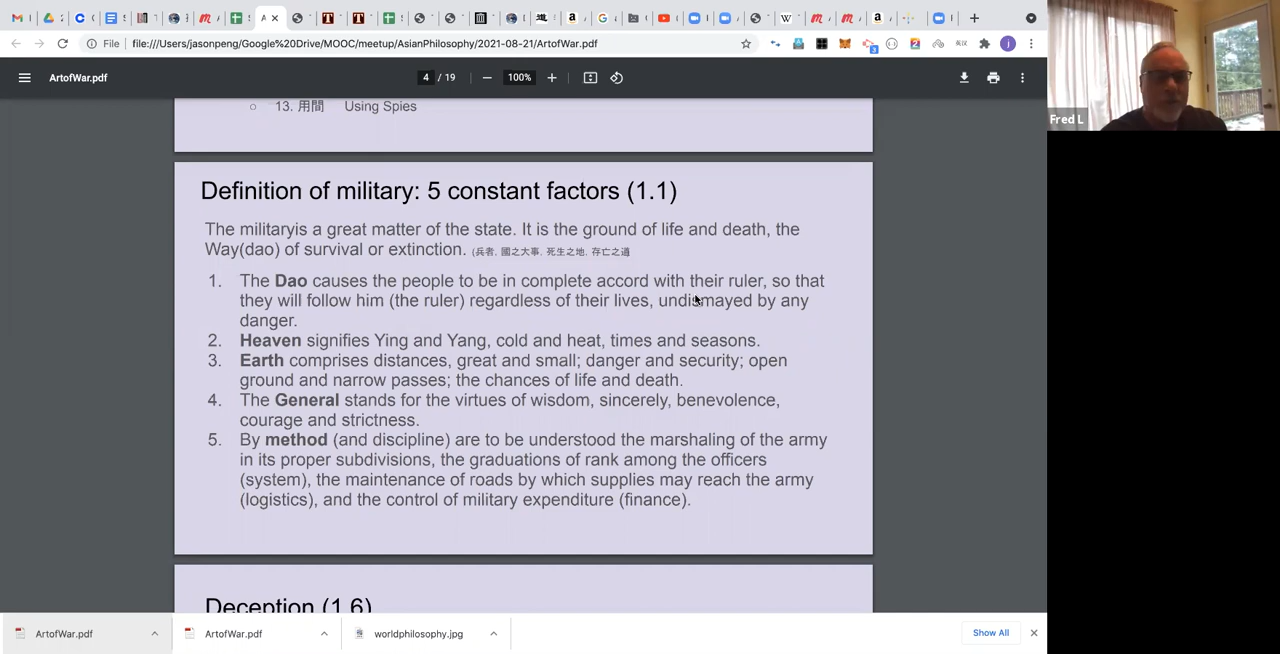 File
file:///Users/jasonpeng/Google%20Drive/MOOC/meetup/AsianPhilosophy/2021-08-21/ArtofWar.pdf
ArtofWar.pdf
4 / 19
100%
Fred L
13. 用間 Using Spies
Definition of military: 5 constant factors (1.1)
The militaryis a great matter of the state. It is the ground of life and death, the
Way(dao) of survival or extinction. (兵者, 國之大事, 死生之地, 存亡之道
1. The Dao causes the people to be in complete accord with their ruler, so that
they will follow him (the ruler) regardless of their lives, undismayed by any
danger.
2. Heaven signifies Ying and Yang, cold and heat, times and seasons.
3. Earth comprises distances, great and small; danger and security; open
ground and narrow passes; the chances of life and death.
4. The General stands for the virtues of wisdom, sincerely, benevolence,
courage and strictness.
5. By method (and discipline) are to be understood the marshaling of the army
in its proper subdivisions, the graduations of rank among the officers
(system), the maintenance of roads by which supplies may reach the army
(logistics), and the control of military expenditure (finance).
Deception (1.6)
ArtofWar.pdf
ArtofWar.pdf
worldphilosophy.jpg
Show All